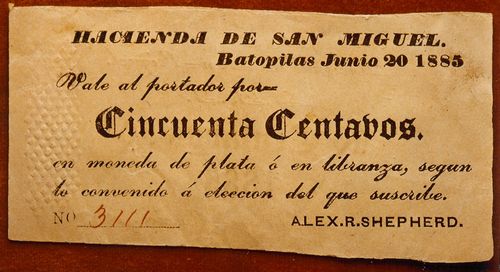 HACIENDA DE SAN MIGUEL.
Batopilas Junio 20 1885
Vale al portador por
Cincuenta Centavos.
en moneda de plata ó en libranza, segun
lo convenido á eleccion del que suscribe.
NO 3111
ALEX.R.SHEPHERD.